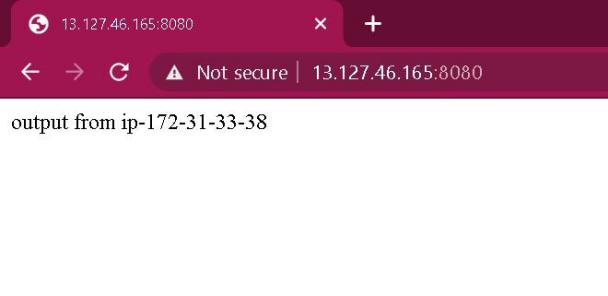 13.127.46.165:8080
Not secure | 13.127.46.165:8080
output from ip-172-31-33-38